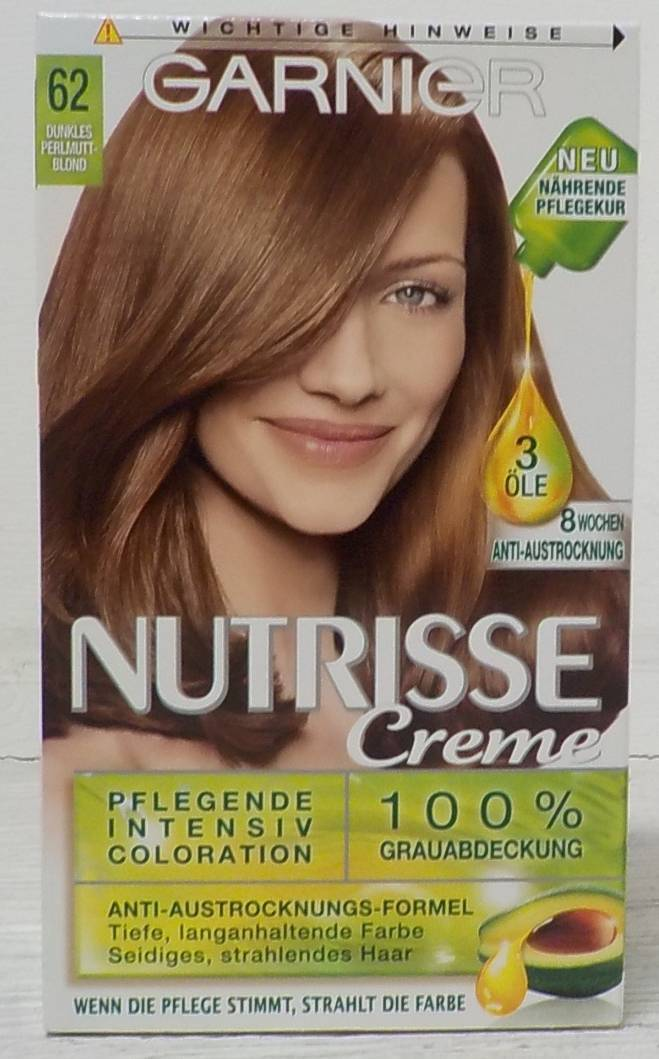 WICHTIGE HINWEISE
GARNIER
62
DUNKLES
PERLMUTT-
BLOND
NEU
NÄHRENDE
PFLEGEKUR
3
ÖLE
8 WOCHEN
ANTI-AUSTROCKNUNG
NUTRISSE
Creme
PFLEGENDE
INTENSIV
COLORATION
100%
GRAUABDECKUNG
ANTI-AUSTROCKNUNGS-FORMEL
Tiefe, langanhaltende Farbe
Seidiges, strahlendes Haar
WENN DIE PFLEGE STIMMT, STRAHLT DIE FARBE